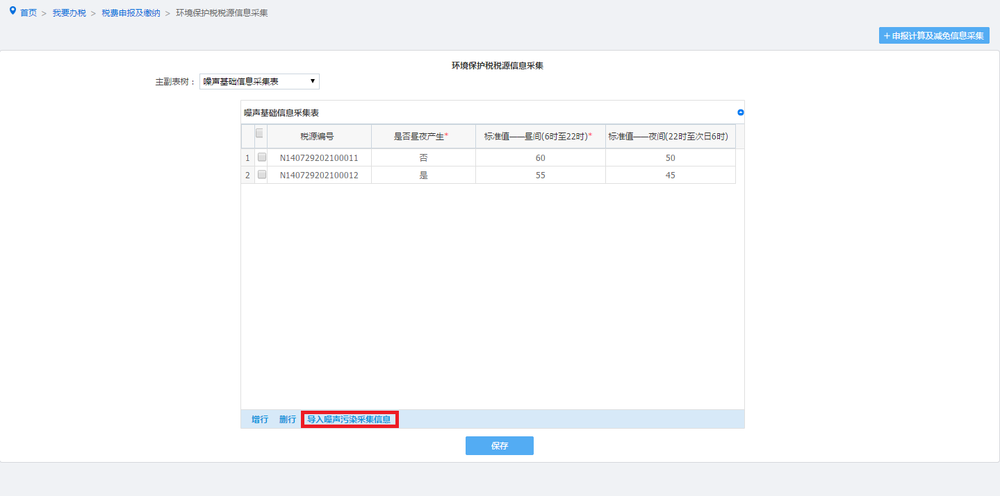 首页 > 我要办税 > 税费申报及缴纳 > 环境保护税税源信息采集
+申报计算及减免信息采集
环境保护税税源信息采集
主副表树： 噪声基础信息采集表
噪声基础信息采集表
税源编号 是否昼夜产生* 标准值——昼间(6时至22时)* 标准值——夜间(22时至次日6时)
1 N140729202100011 否 60 50
2 N140729202100012 是 55 45
增行 删行 导入噪声污染采集信息
保存